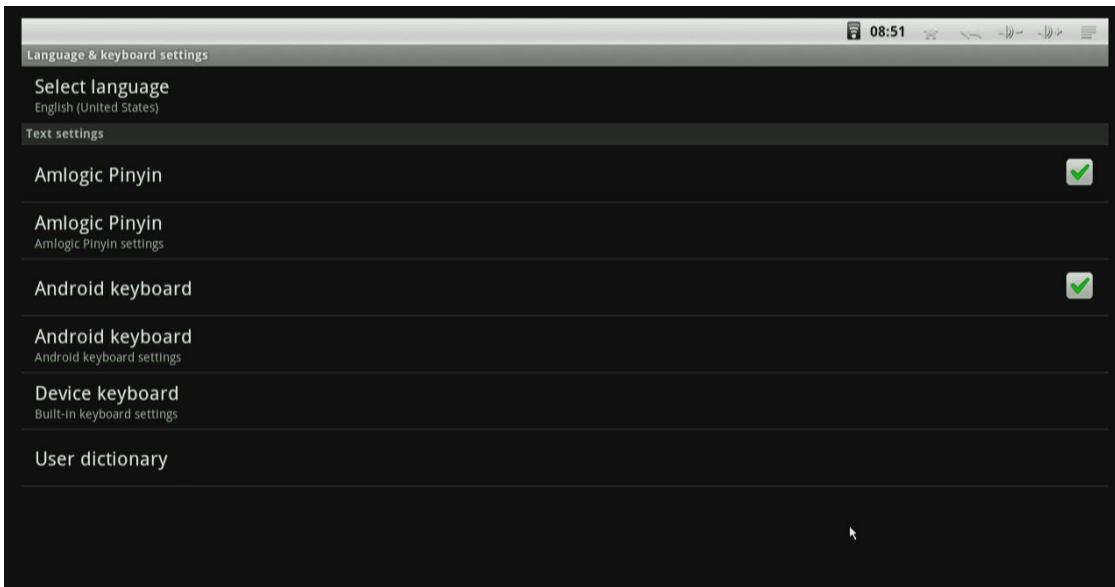 08:51
Language & keyboard settings
Select language
English (United States)
Text settings
Amlogic Pinyin
Amlogic Pinyin
Amlogic Pinyin settings
Android keyboard
Android keyboard
Android keyboard settings
Device keyboard
Built-in keyboard settings
User dictionary